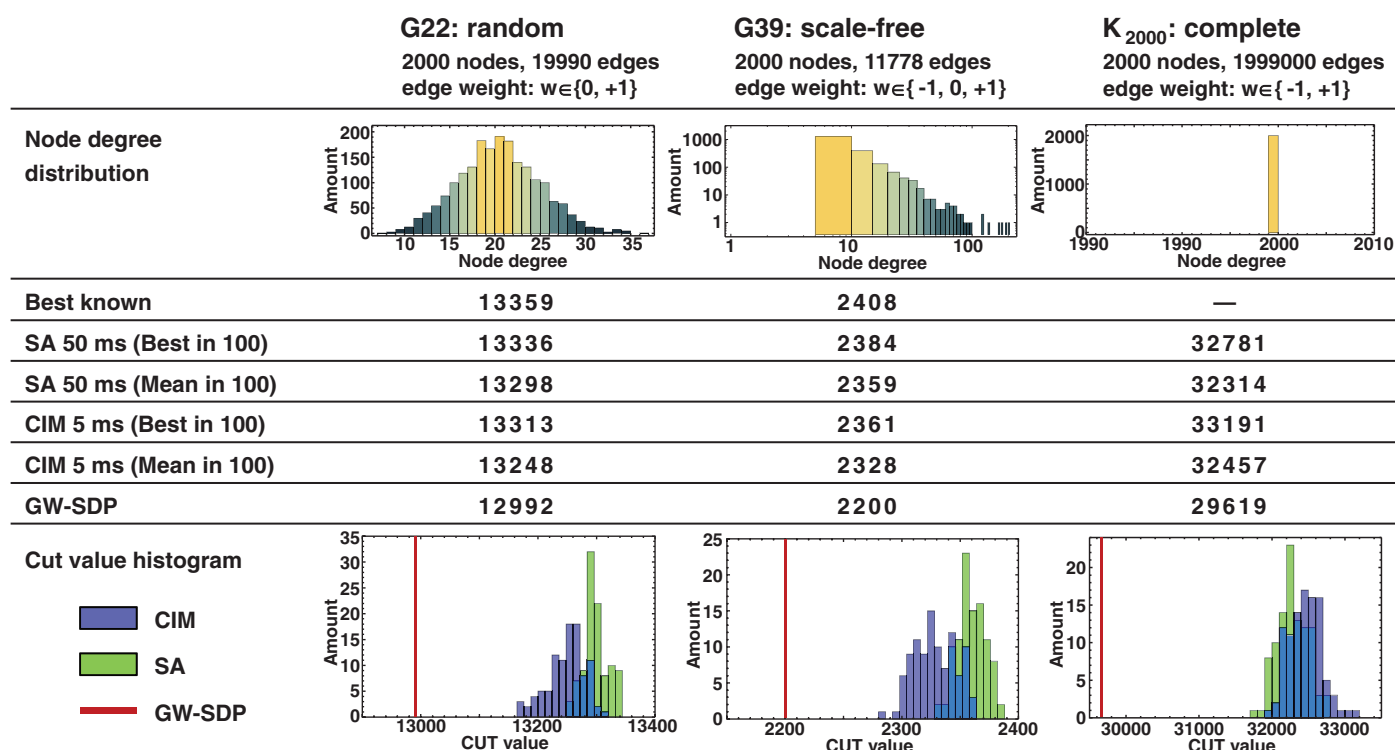 G22: random
2000 nodes, 19990 edges
edge weight: w∈{0, +1}
G39: scale-free
2000 nodes, 11778 edges
edge weight: w∈{ -1, 0, +1}
K2000: complete
2000 nodes, 1999000 edges
edge weight: w∈{ -1, +1}
Node degree
distribution
Amount
200
150
100
50
0
10 15 20 25 30 35
Node degree
Amount
1000
100
10
1
1 10 100
Node degree
Amount
2000
1000
0
1990 1990 2000 2010
Node degree
Best known 13359 2408 —
SA 50 ms (Best in 100) 13336 2384 32781
SA 50 ms (Mean in 100) 13298 2359 32314
CIM 5 ms (Best in 100) 13313 2361 33191
CIM 5 ms (Mean in 100) 13248 2328 32457
GW-SDP 12992 2200 29619
Cut value histogram
CIM
SA
GW-SDP
Amount
35
30
25
20
15
10
5
0
13000 13200 13400
CUT value
Amount
25
20
15
10
5
0
2200 2300 2400
CUT value
Amount
20
10
0
30000 31000 32000 33000
CUT value